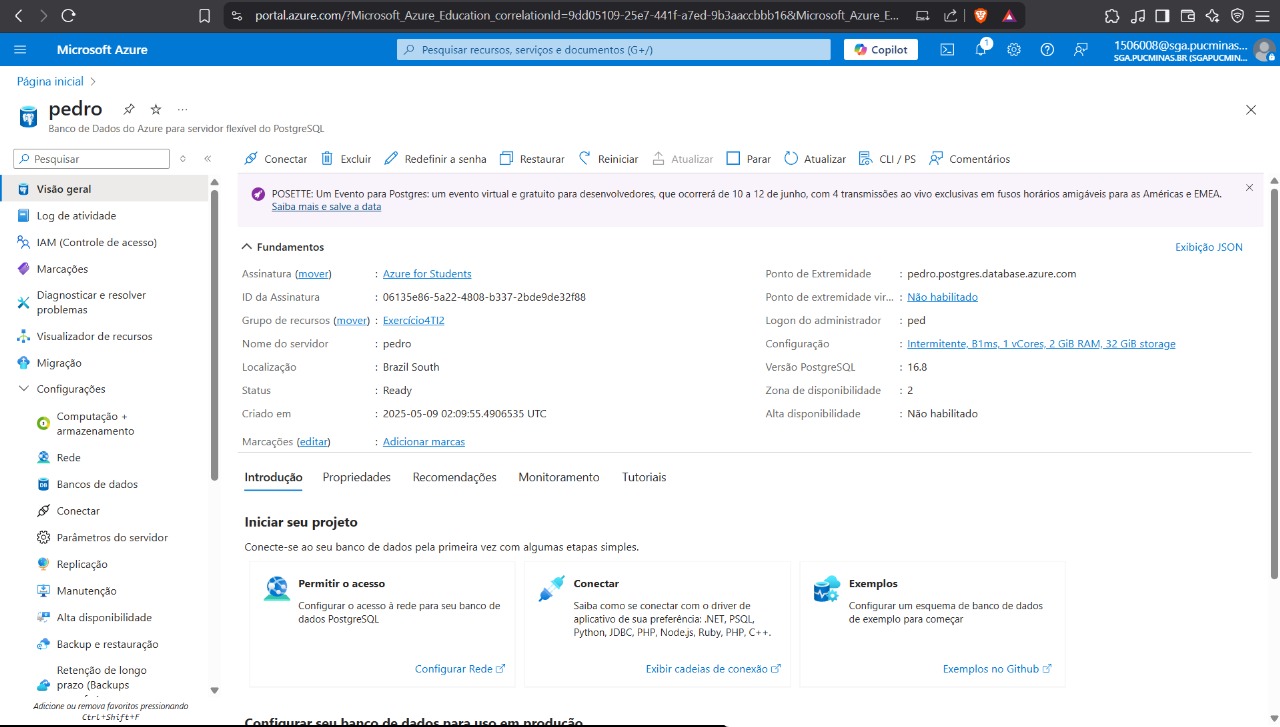 portal.azure.com/?Microsoft_Azure_Education_correlationId=9dd05109-25e7-441f-a7ed-9b3aaccbbb16&Microsoft_Azure_E...
Microsoft Azure
Pesquisar recursos, serviços e documentos (G+/)
Copilot
1
1506008@sga.pucminas...
SGA.PUCMINAS.BR (SGAPUCMIN...
Página inicial >
pedro
...
Banco de Dados do Azure para servidor flexível do PostgreSQL
Pesquisar
Conectar Excluir Redefinir a senha Restaurar Reiniciar Atualizar Parar Atualizar CLI / PS Comentários
Visão geral
Log de atividade
IAM (Controle de acesso)
Marcações
Diagnosticar e resolver
problemas
Visualizador de recursos
Migração
Configurações
Computação +
armazenamento
Rede
Bancos de dados
Conectar
Parâmetros do servidor
Replicação
Manutenção
Alta disponibilidade
Backup e restauração
Retenção de longo
prazo (Backups
Adicione ou remova favoritos pressionando
Ctrl+Shift+F
POSETTE: Um Evento para Postgres: um evento virtual e gratuito para desenvolvedores, que ocorrerá de 10 a 12 de junho, com 4 transmissões ao vivo exclusivas em fusos horários amigáveis para as Américas e EMEA.
Saiba mais e salve a data
Fundamentos
Exibição JSON
Assinatura (mover) : Azure for Students
ID da Assinatura : 06135e86-5a22-4808-b337-2bde9de32f88
Grupo de recursos (mover) : Exercício4TI2
Nome do servidor : pedro
Localização : Brazil South
Status : Ready
Criado em : 2025-05-09 02:09:55.4906535 UTC
Marcações (editar) : Adicionar marcas
Ponto de Extremidade : pedro.postgres.database.azure.com
Ponto de extremidade vir... : Não habilitado
Logon do administrador : ped
Configuração : Intermitente, B1ms, 1 vCores, 2 GiB RAM, 32 GiB storage
Versão PostgreSQL : 16.8
Zona de disponibilidade : 2
Alta disponibilidade : Não habilitado
Introdução Propriedades Recomendações Monitoramento Tutoriais
Iniciar seu projeto
Conecte-se ao seu banco de dados pela primeira vez com algumas etapas simples.
Permitir o acesso
Configurar o acesso à rede para seu banco de
dados PostgreSQL
Configurar Rede
Conectar
Saiba como se conectar com o driver de
aplicativo de sua preferência: .NET, PSQL,
Python, JDBC, PHP, Node.js, Ruby, PHP, C++.
Exibir cadeias de conexão
Exemplos
Configurar um esquema de banco de dados
de exemplo para começar
Exemplos no Github
Configurar seu banco de dados para uso em produção